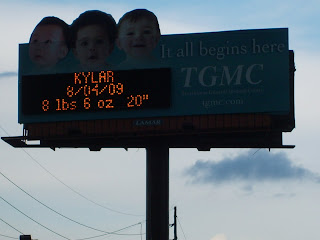 It all begins here
KYLAR
8/04/09
8 lbs 6 oz 20"
TGMC
tgmc.com